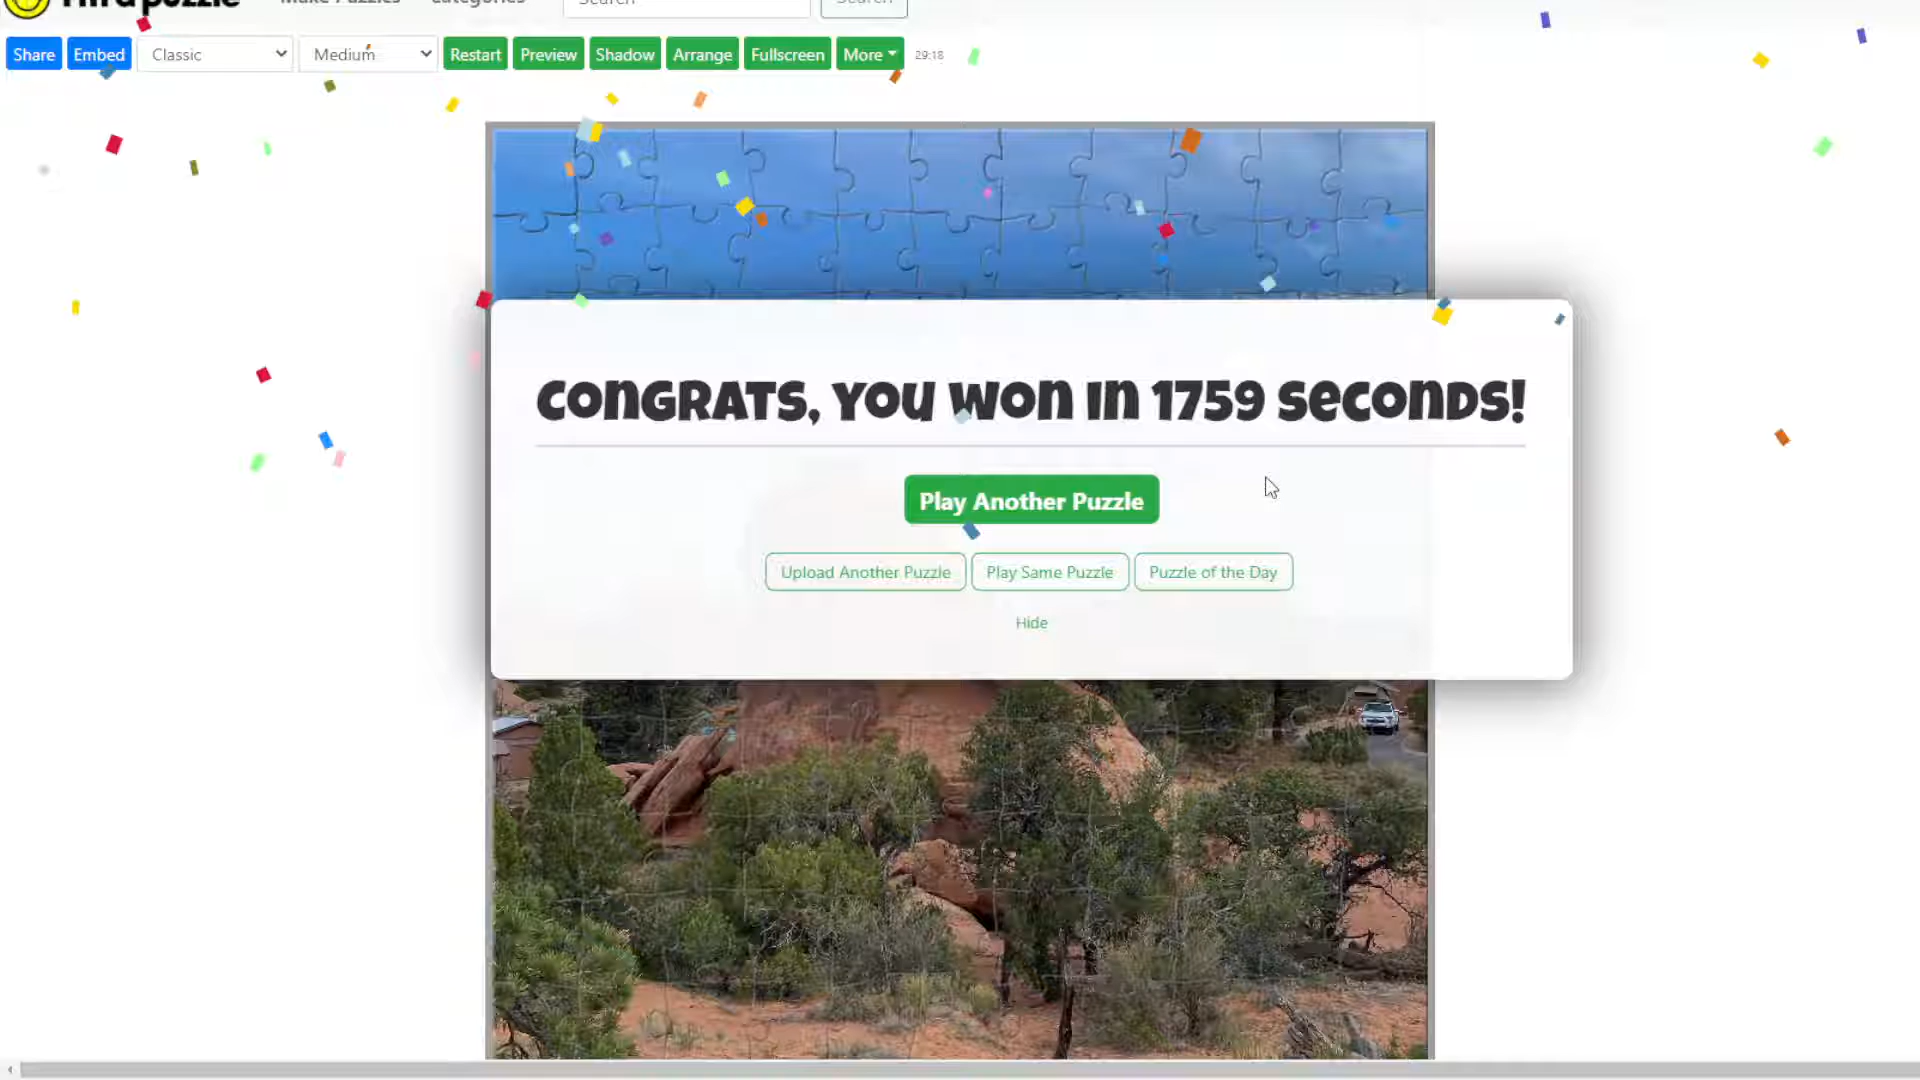 Share Embed Classic Medium Restart Preview Shadow Arrange Fullscreen More 29:18
CONGRATS, YOU WON IN 1759 SECONDS!
Play Another Puzzle
Upload Another Puzzle Play Same Puzzle Puzzle of the Day
Hide